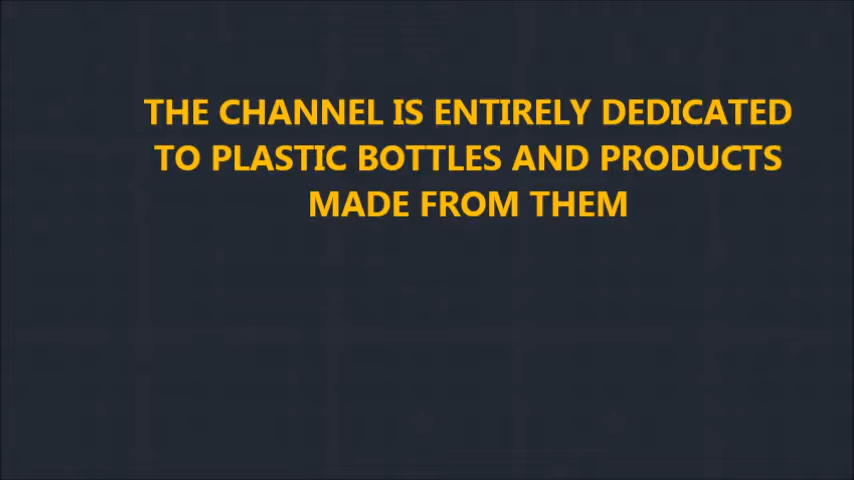 THE CHANNEL IS ENTIRELY DEDICATED
TO PLASTIC BOTTLES AND PRODUCTS
MADE FROM THEM